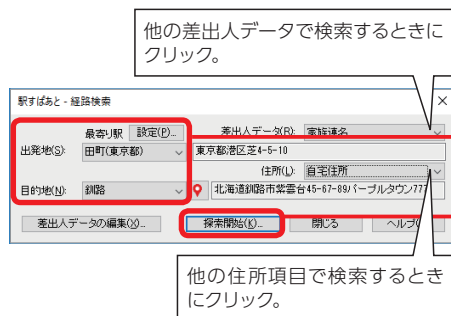 他の差出人データで検索するときに
クリック。
駅すぱあと - 経路検索
最寄り駅 設定(P)... 差出人データ(R): 家族連名
出発地(S): 田町(東京都) 東京都港区芝4-5-10
住所(L): 自宅住所
目的地(N): 釧路 北海道釧路市紫雲台45-67-89パープルタウン777
差出人データの編集(X)... 探索開始(K)... 閉じる ヘルプ
他の住所項目で検索するとき
にクリック。